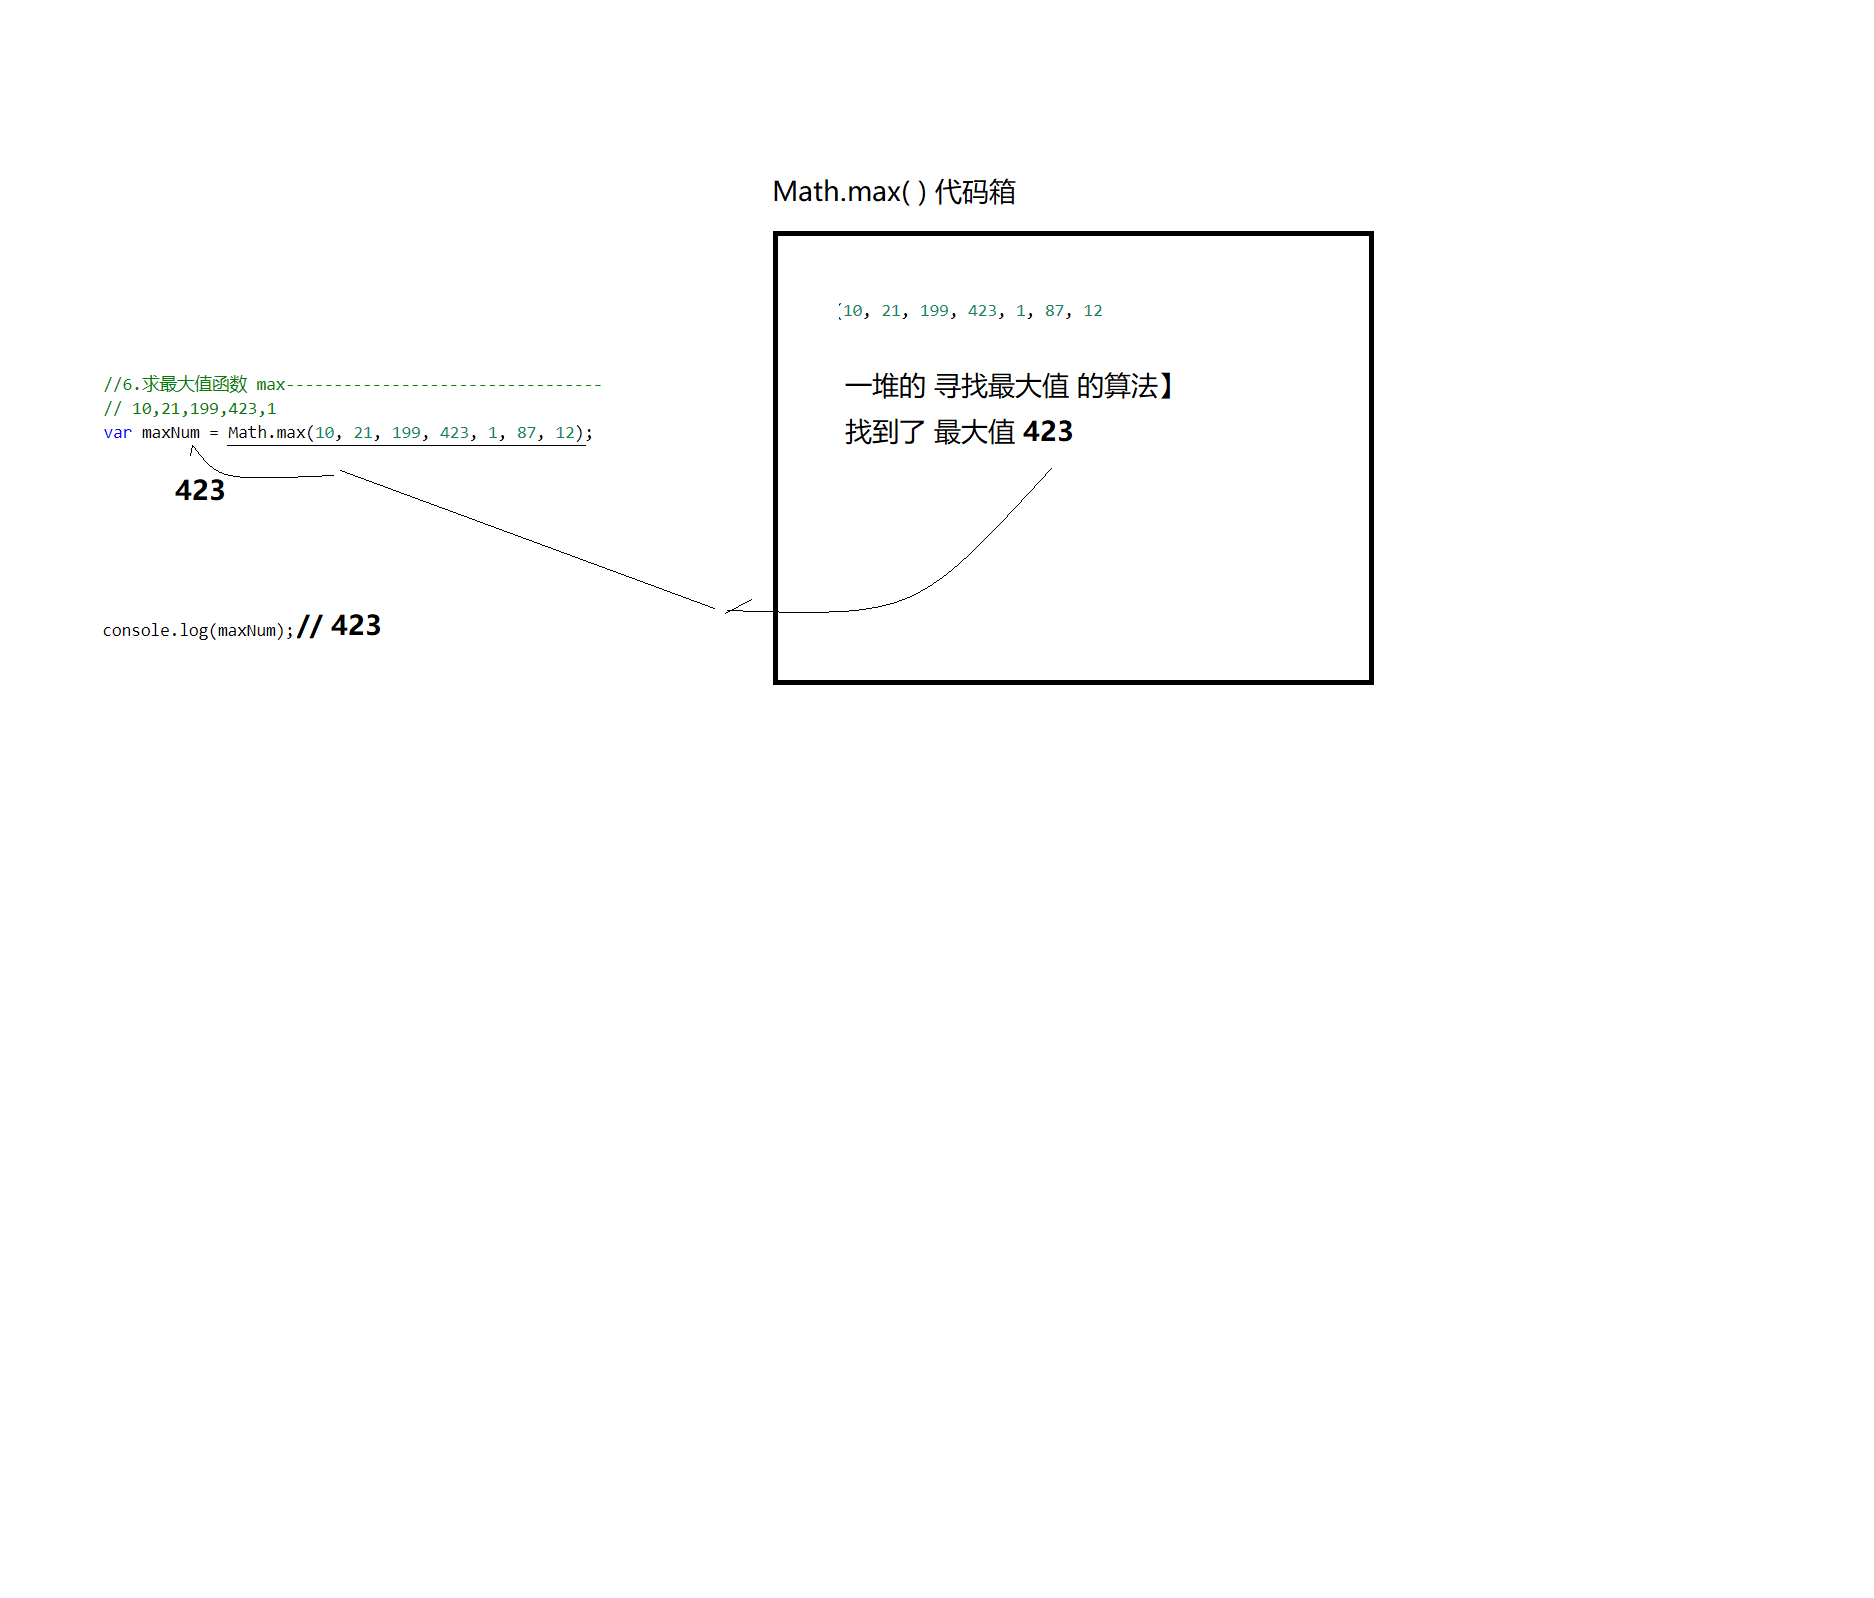 Math.max( ) 代码箱
(10, 21, 199, 423, 1, 87, 12
一堆的 寻找最大值 的算法】
找到了 最大值 423
//6.求最大值函数 max---------------------------------
// 10,21,199,423,1
var maxNum = Math.max(10, 21, 199, 423, 1, 87, 12);
423
console.log(maxNum);// 423